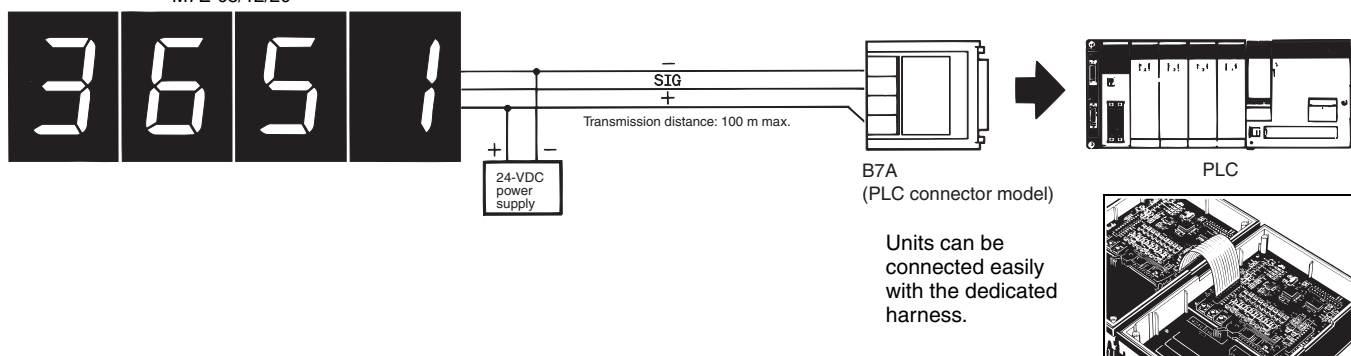 M7E-08/12/20
3651
−
SIG
+
Transmission distance: 100 m max.
+ −
24-VDC
power
supply
B7A
(PLC connector model)
PLC
Units can be
connected easily
with the dedicated
harness.